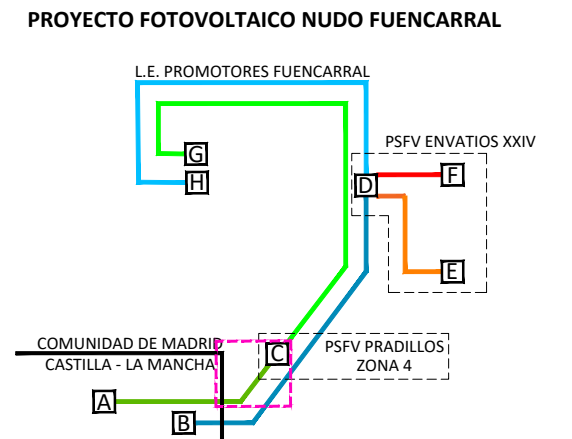 PROYECTO FOTOVOLTAICO NUDO FUENCARRAL
L.E. PROMOTORES FUENCARRAL
PSFV ENVATIOS XXIV
G
F
H
D
E
COMUNIDAD DE MADRID
C
PSFV PRADILLOS
CASTILLA - LA MANCHA
ZONA 4
A
B